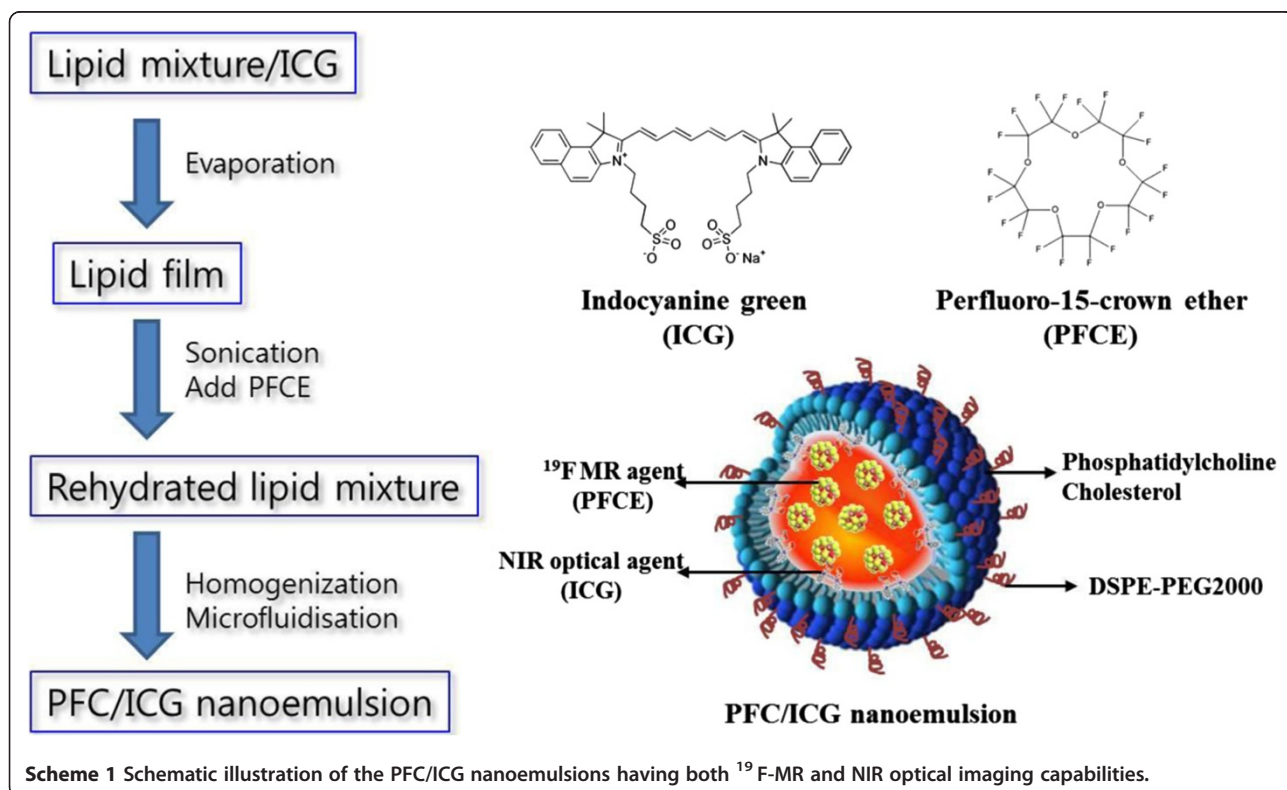 Lipid mixture/ICG
Evaporation
Lipid film
Sonication
Add PFCE
Rehydrated lipid mixture
Homogenization
Microfluidisation
PFC/ICG nanoemulsion
N⁺
N
S
O
O
⁻O
S
O
O
O⁻ Na⁺
Indocyanine green
(ICG)
F F F F
F F F F
O
F F
F O O F
F F
F O O F
F F
F F F F
Perfluoro-15-crown ether
(PFCE)
¹⁹F MR agent
(PFCE)
NIR optical agent
(ICG)
Phosphatidylcholine
Cholesterol
DSPE-PEG2000
PFC/ICG nanoemulsion
Scheme 1 Schematic illustration of the PFC/ICG nanoemulsions having both ¹⁹ F-MR and NIR optical imaging capabilities.